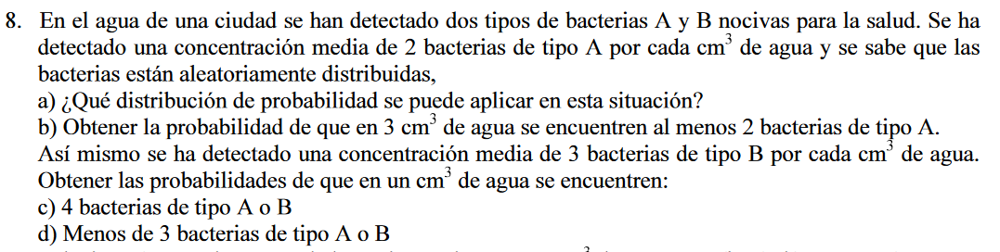 8. En el agua de una ciudad se han detectado dos tipos de bacterias A y B nocivas para la salud. Se ha
detectado una concentración media de 2 bacterias de tipo A por cada cm³ de agua y se sabe que las
bacterias están aleatoriamente distribuidas,
a) ¿Qué distribución de probabilidad se puede aplicar en esta situación?
b) Obtener la probabilidad de que en 3 cm³ de agua se encuentren al menos 2 bacterias de tipo A.
Así mismo se ha detectado una concentración media de 3 bacterias de tipo B por cada cm³ de agua.
Obtener las probabilidades de que en un cm³ de agua se encuentren:
c) 4 bacterias de tipo A o B
d) Menos de 3 bacterias de tipo A o B